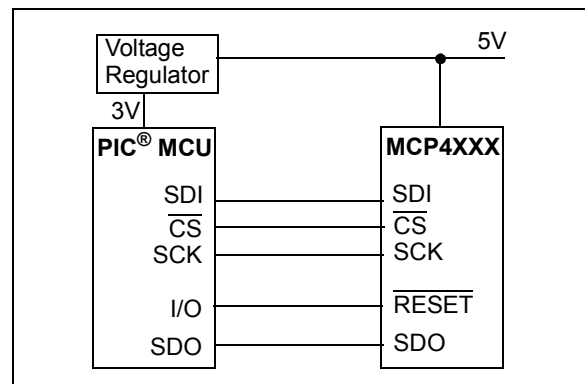 Voltage
Regulator
5V
3V
PIC® MCU
MCP4XXX
SDI
SDI
CS
CS
SCK
SCK
I/O
RESET
SDO
SDO